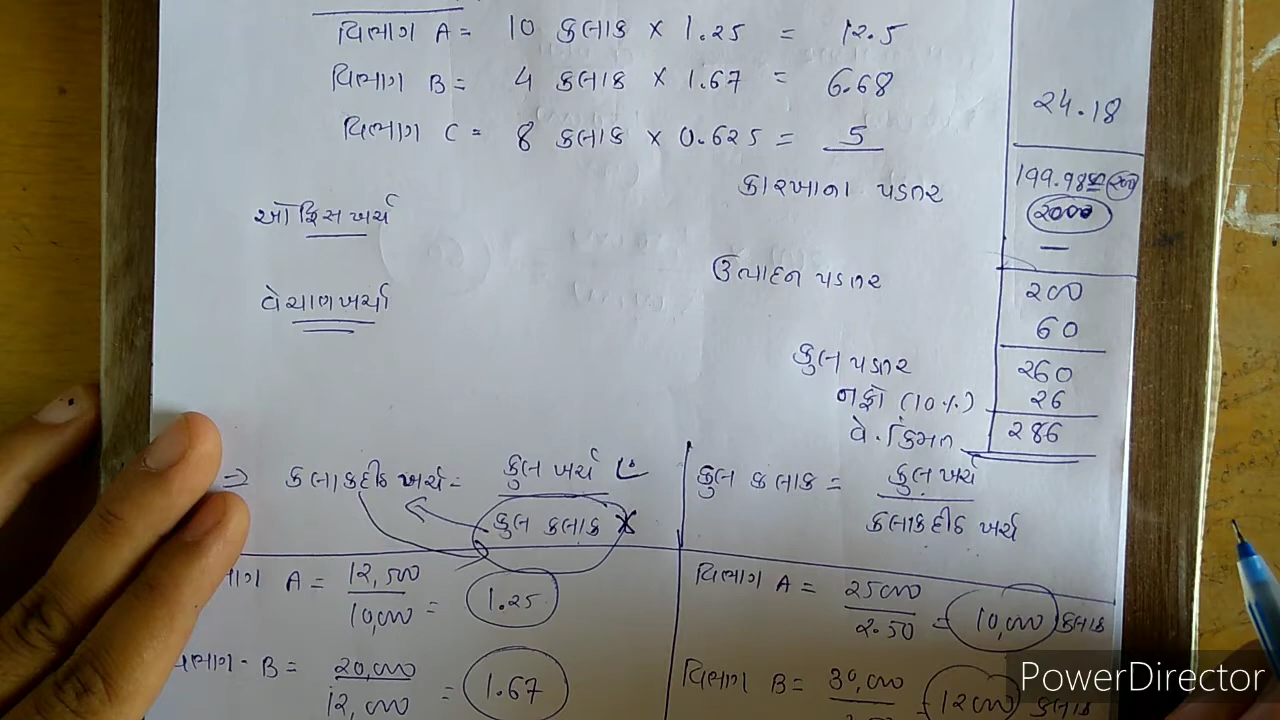 વિભાગ A = 10 કલાક × 1.25 = 12.5
વિભાગ B = 4 કલાક × 1.67 = 6.68
24.18
વિભાગ C = 8 કલાક × 0.625 = 5
કારખાના પડતર 199.98
ઓફિસ ખર્ચ
—
ઉત્પાદન પડતર 200
વેચાણ ખર્ચા 60
કુલ પડતર 260
નફો (10%) 26
વે. કિંમત 286
⇒ કલાકદીઠ ખર્ચ = કુલ ખર્ચ
કુલ કલાક
કુલ કલાક = કુલ ખર્ચ
કલાકદીઠ ખર્ચ
ભાગ A = 12,500 / 10,000 = 1.25
વિભાગ A = 25000 / 2.50 = 10,000 કલાક
ભાગ - B = 20,000 / 12,000 = 1.67
વિભાગ B = 30,000 = 12000 કલાક
PowerDirector